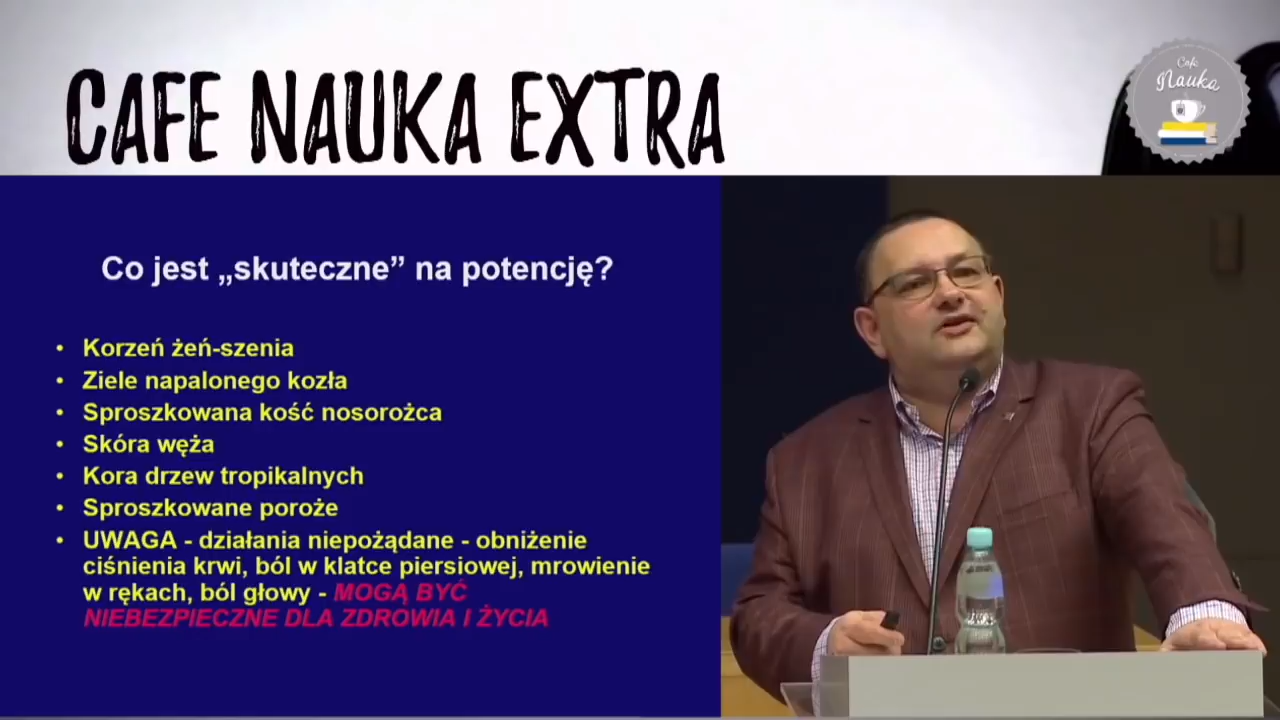 CAFE NAUKA EXTRA
Cafe
Nauka
Co jest „skuteczne” na potencję?
• Korzeń żeń-szenia
• Ziele napalonego kozła
• Sproszkowana kość nosorożca
• Skóra węża
• Kora drzew tropikalnych
• Sproszkowane poroże
• UWAGA - działania niepożądane - obniżenie
ciśnienia krwi, ból w klatce piersiowej, mrowienie
w rękach, ból głowy - MOGĄ BYĆ
NIEBEZPIECZNE DLA ZDROWIA I ŻYCIA